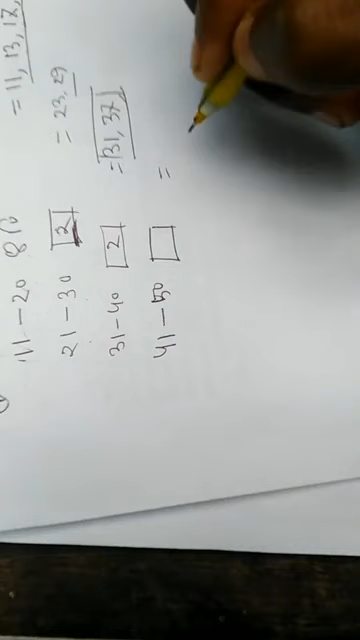 11 - 20 = 11, 13, 17,
21 - 30 2 = 23, 29
31 - 40 2 = 31, 37
41 - 50 =